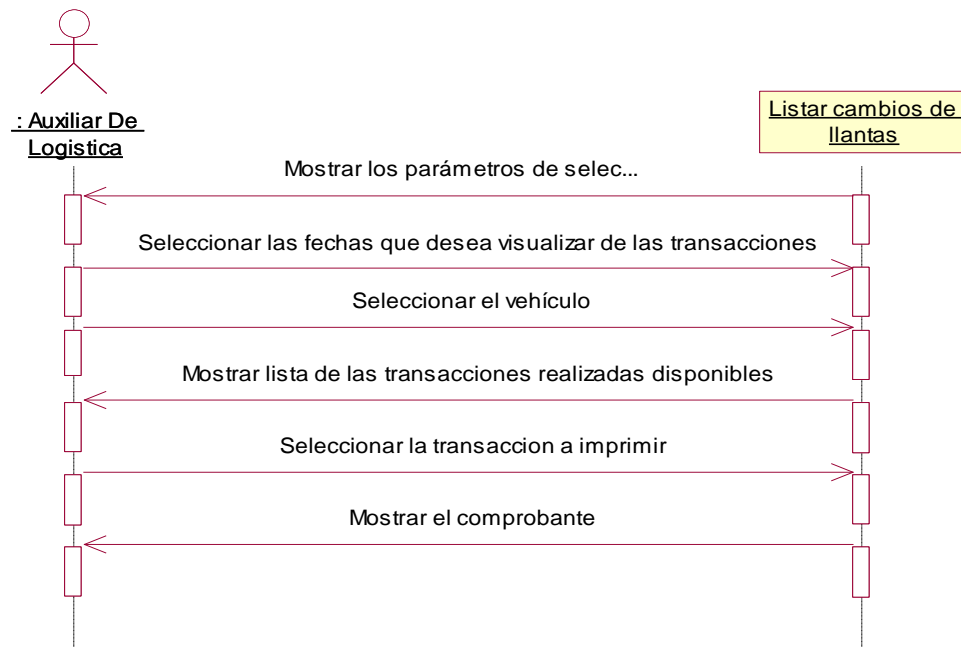 : Auxiliar De
Logistica
Listar cambios de
llantas
Mostrar los parámetros de selec...
Seleccionar las fechas que desea visualizar de las transacciones
Seleccionar el vehículo
Mostrar lista de las transacciones realizadas disponibles
Seleccionar la transaccion a imprimir
Mostrar el comprobante